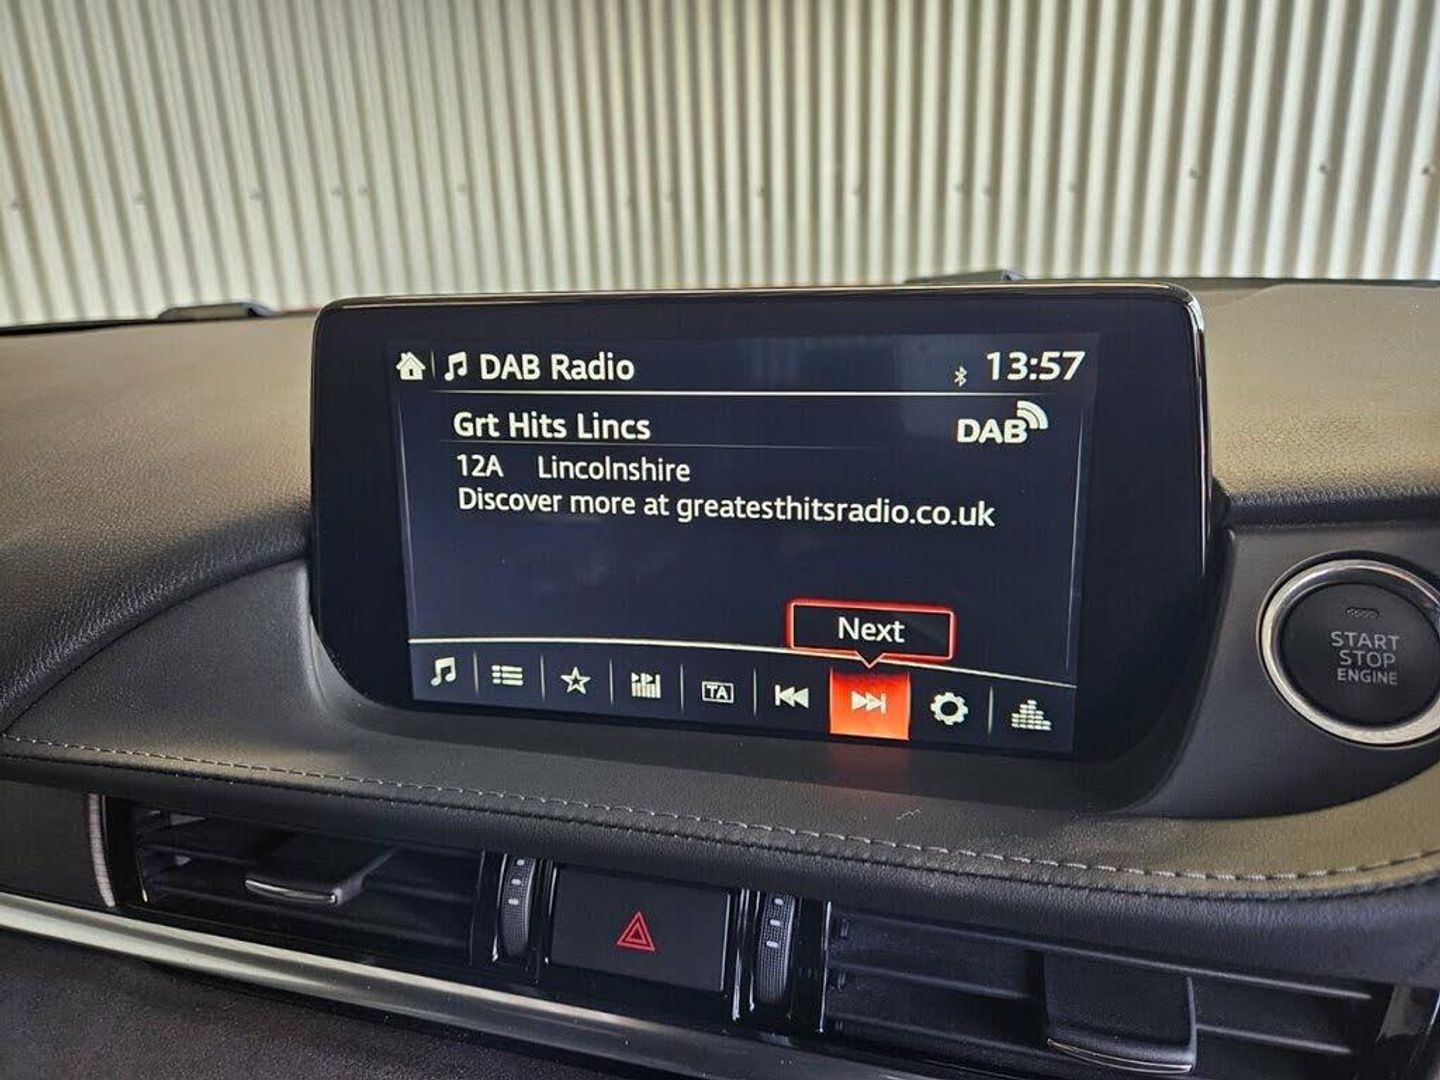 DAB Radio 13:57
Grt Hits Lincs DAB
12A Lincolnshire
Discover more at greatesthitsradio.co.uk
Next
TA
START
STOP
ENGINE